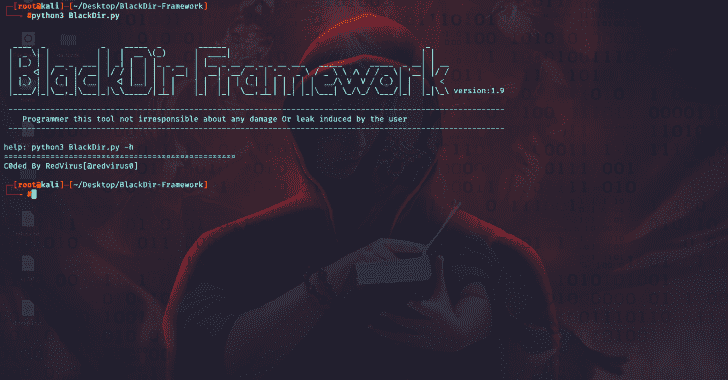 [root@kali]-[~/Desktop/BlackDir-Framework]
#python3 BlackDir.py
BlackDir-Framework version:1.9
Programmer this tool not irresponsible about any damage Or leak induced by the user
help: python3 BlackDir.py -h
C0ded By RedVirus[@redvirus0]
[root@kali]-[~/Desktop/BlackDir-Framework]
#